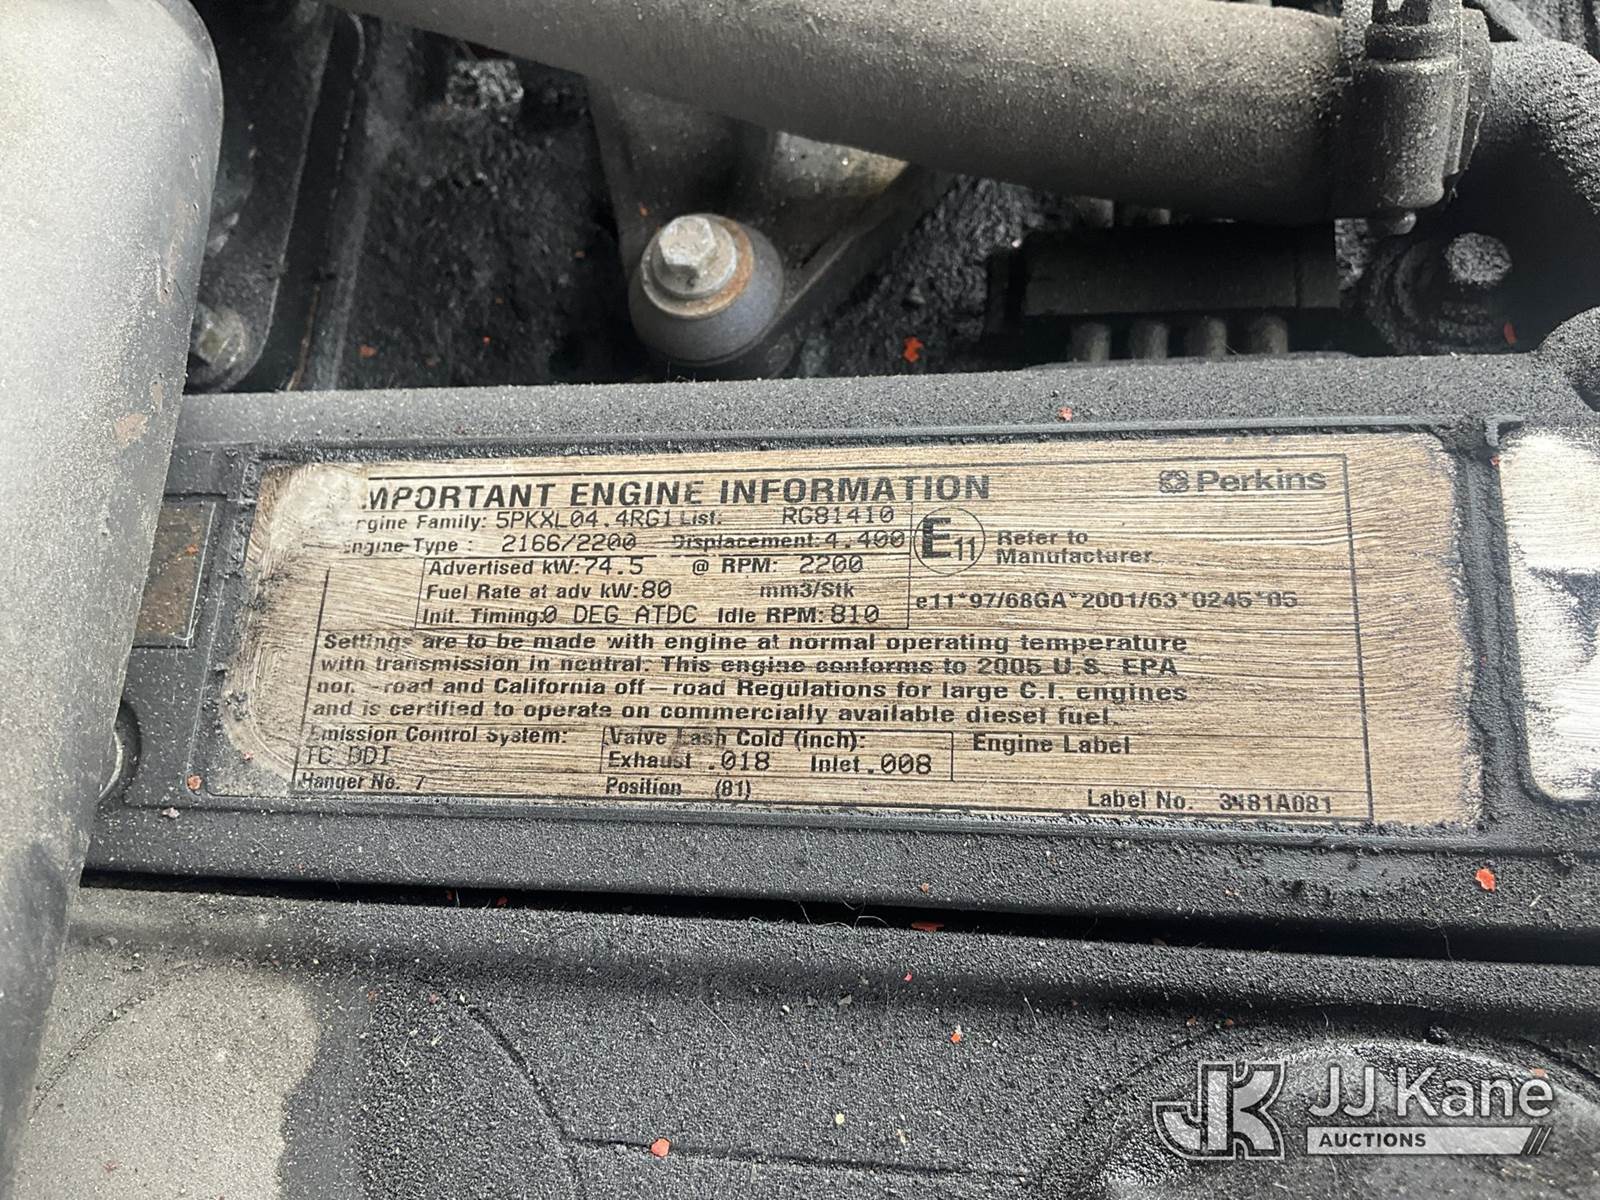 IMPORTANT ENGINE INFORMATION Perkins
Engine Family: 5PKXL04.4RG1 List: RG81410
Engine Type: 2166/2200 Displacement: 4.400
E11 Refer to
Manufacturer
Advertised kW: 74.5 @ RPM: 2200
Fuel Rate at adv kW: 80 mm3/Stk
e11*97/68GA*2001/63*0245*05
Init. Timing: 0 DEG ATDC Idle RPM: 810
Settings are to be made with engine at normal operating temperature
with transmission in neutral. This engine conforms to 2005 U.S. EPA
non-road and California off-road Regulations for large C.I. engines
and is certified to operate on commercially available diesel fuel.
Emission Control System:
TC DDI
Valve Lash Cold (inch):
Exhaust .018 Inlet .008
Engine Label
Hanger No. 7 Position (81) Label No. 3181A081
JK JJ Kane
AUCTIONS